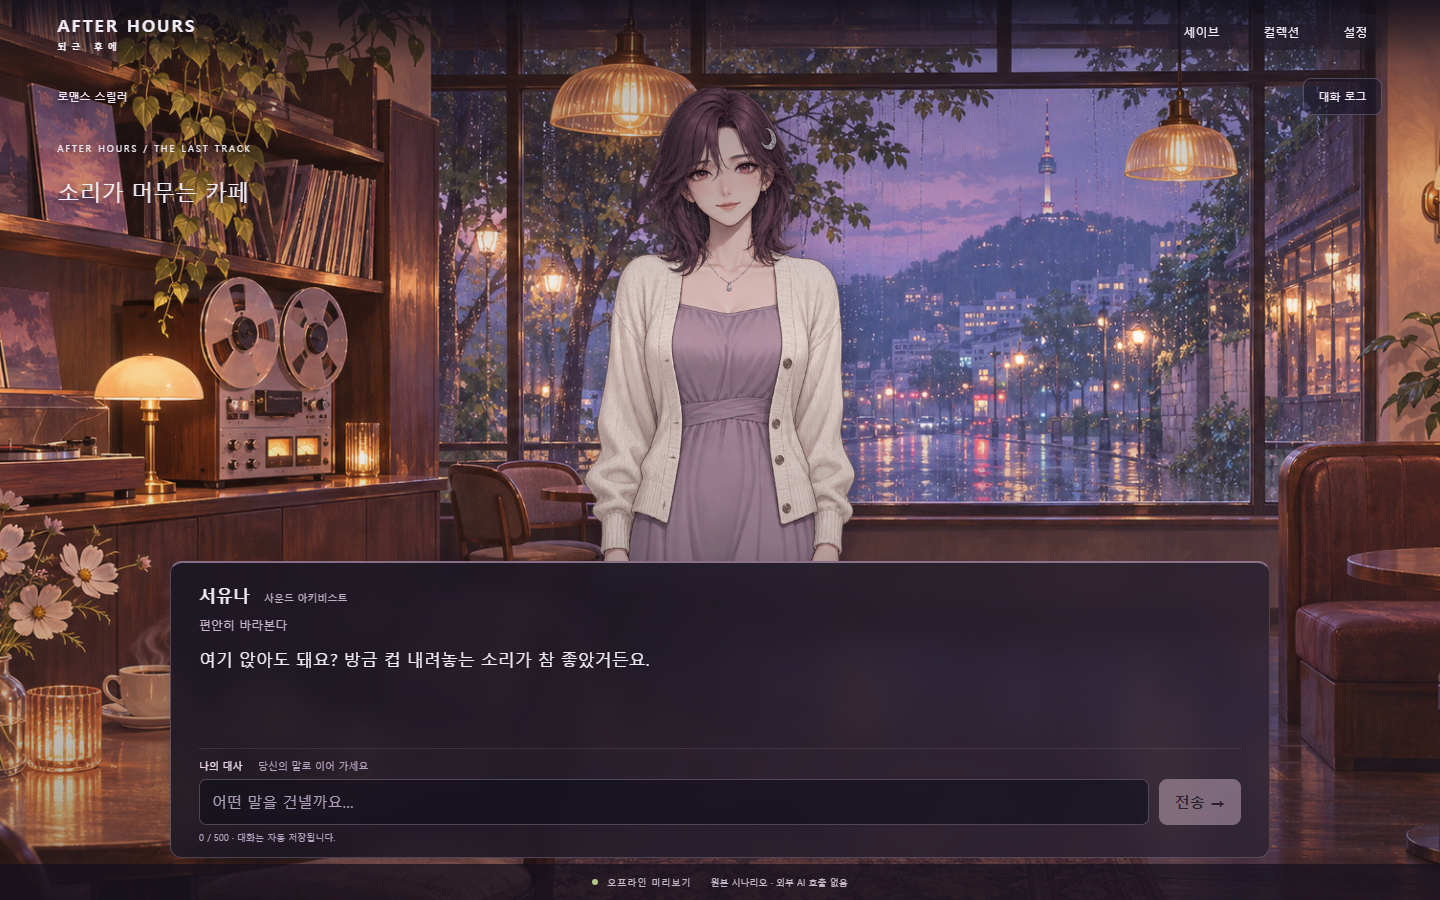 AFTER HOURS
퇴근 후에
세이브 컬렉션 설정
로맨스 스릴러
대화 로그
AFTER HOURS / THE LAST TRACK
소리가 머무는 카페
서유나 사운드 아키비스트
편안히 바라본다
여기 앉아도 돼요? 방금 컵 내려놓는 소리가 참 좋았거든요.
나의 대사 당신의 말로 이어 가세요
어떤 말을 건넬까요...
전송 →
0 / 500 · 대화는 자동 저장됩니다.
오프라인 미리보기 원본 시나리오 · 외부 AI 호출 없음